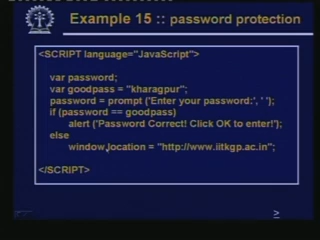 Example 15 :: password protection
<SCRIPT language="JavaScript">
var password;
var goodpass = "kharagpur";
password = prompt ('Enter your password:', ' ');
if (password == goodpass)
alert ('Password Correct! Click OK to enter!');
else
window.location = "http://www.iitkgp.ac.in";
</SCRIPT>
>